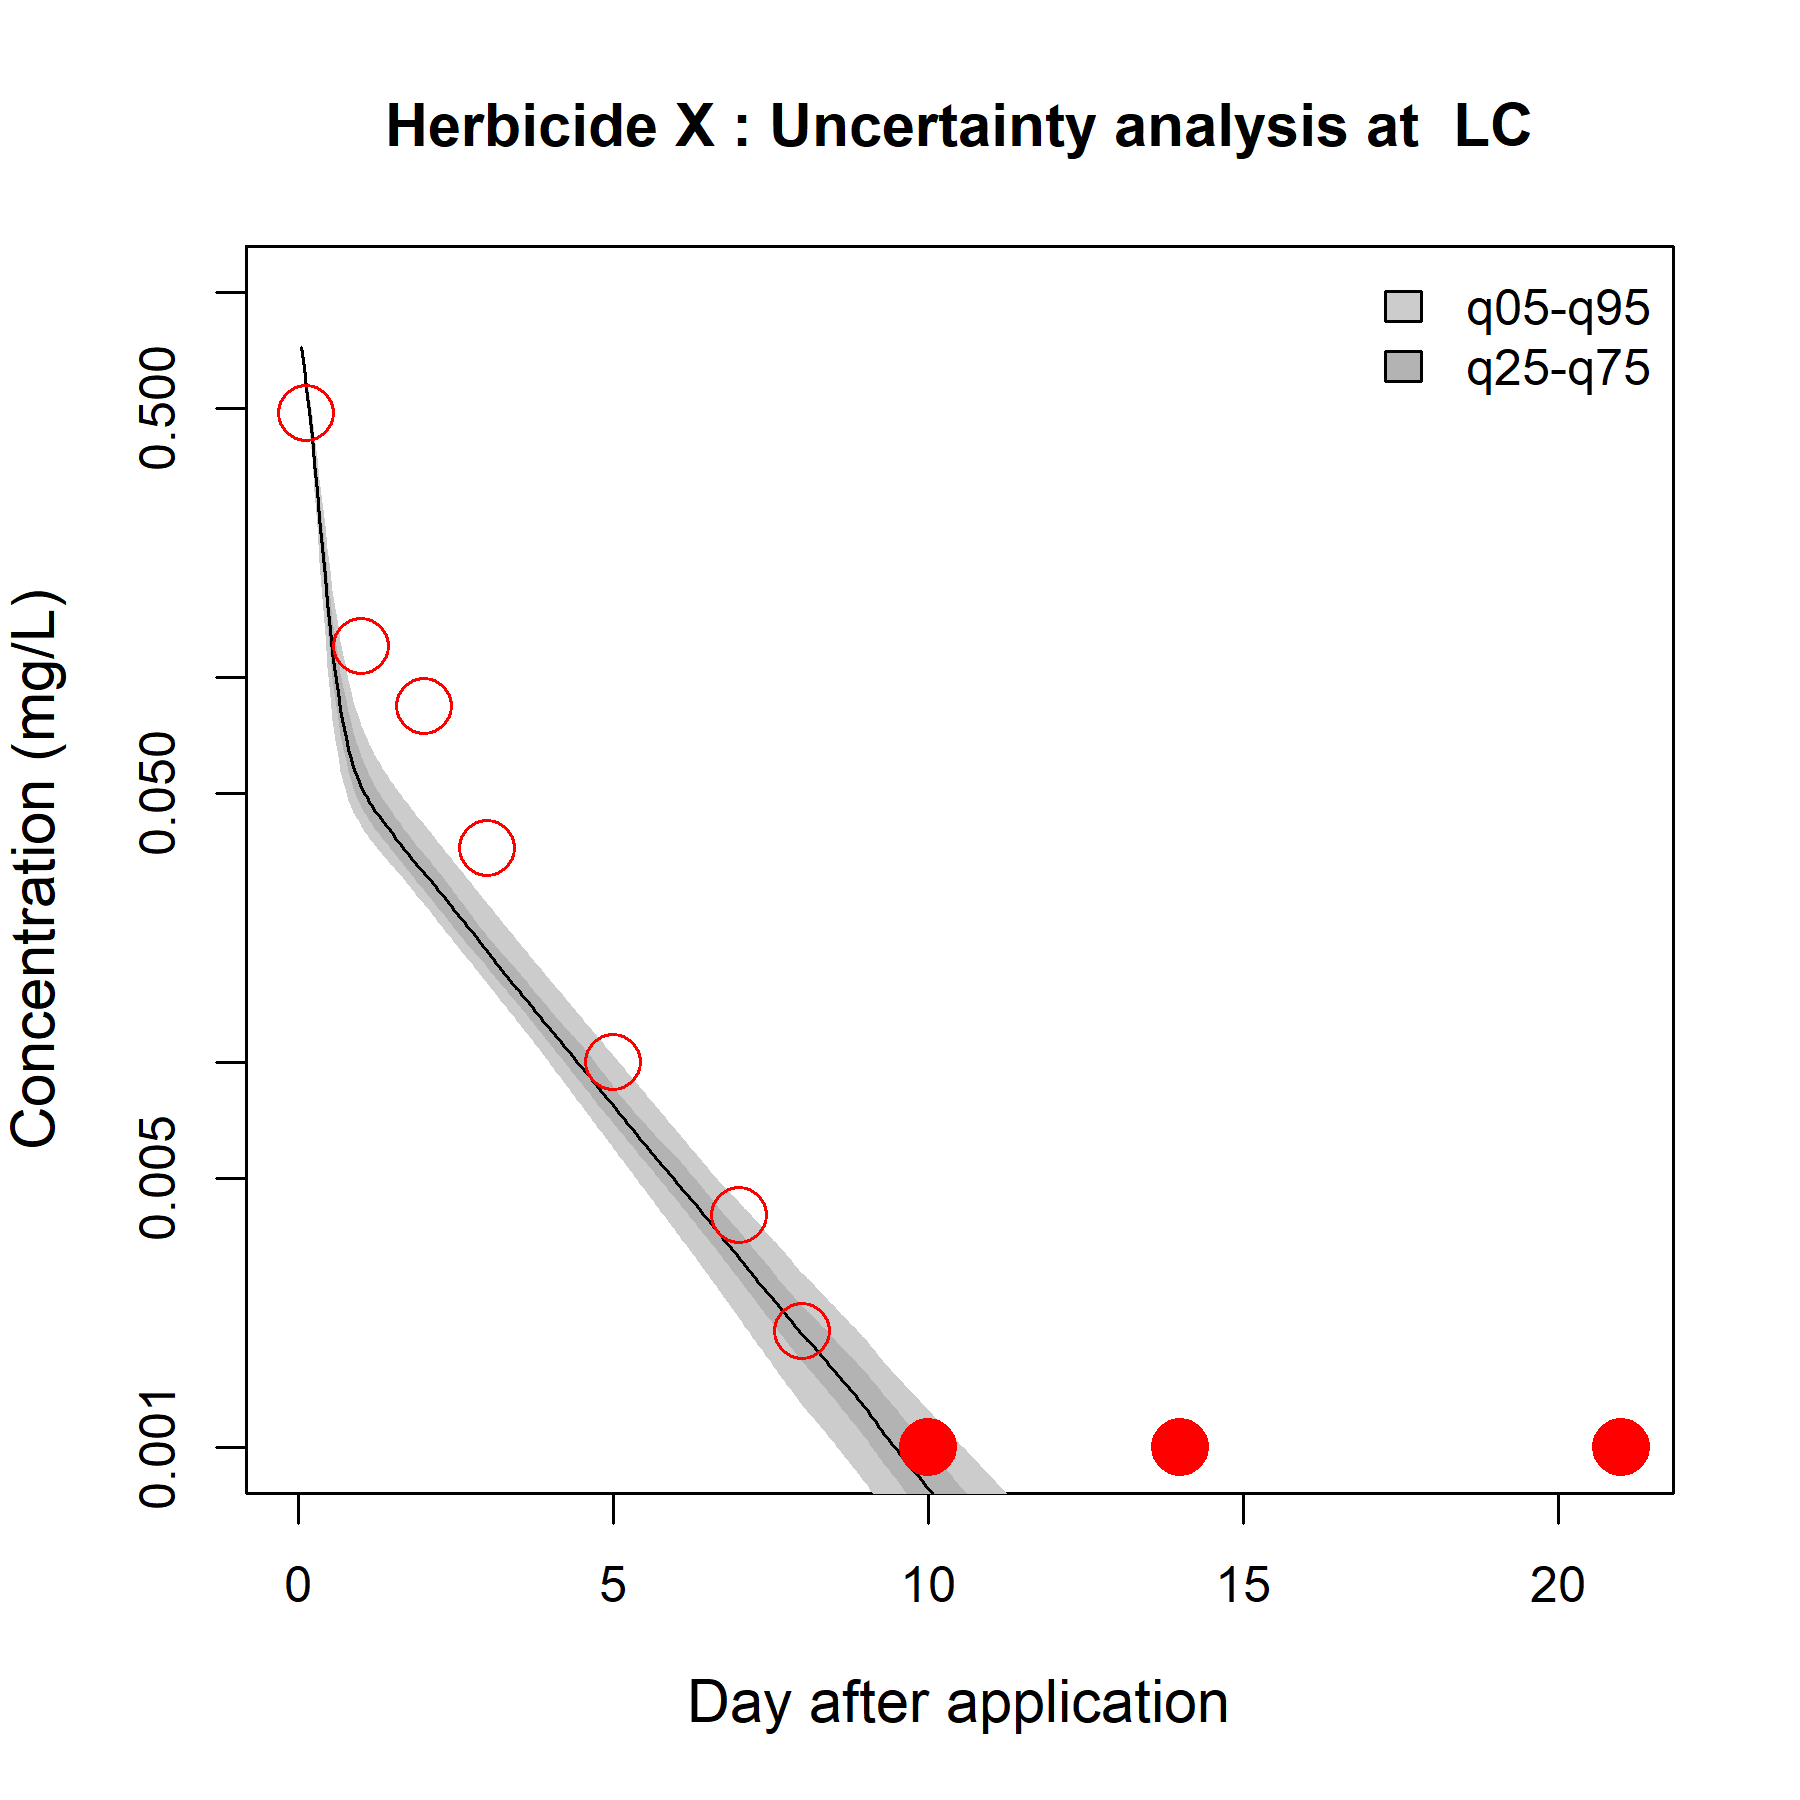 Herbicide X : Uncertainty analysis at  LC
q05-q95
q25-q75
Concentration (mg/L)
0.500
0.050
0.005
0.001
0 5 10 15 20
Day after application